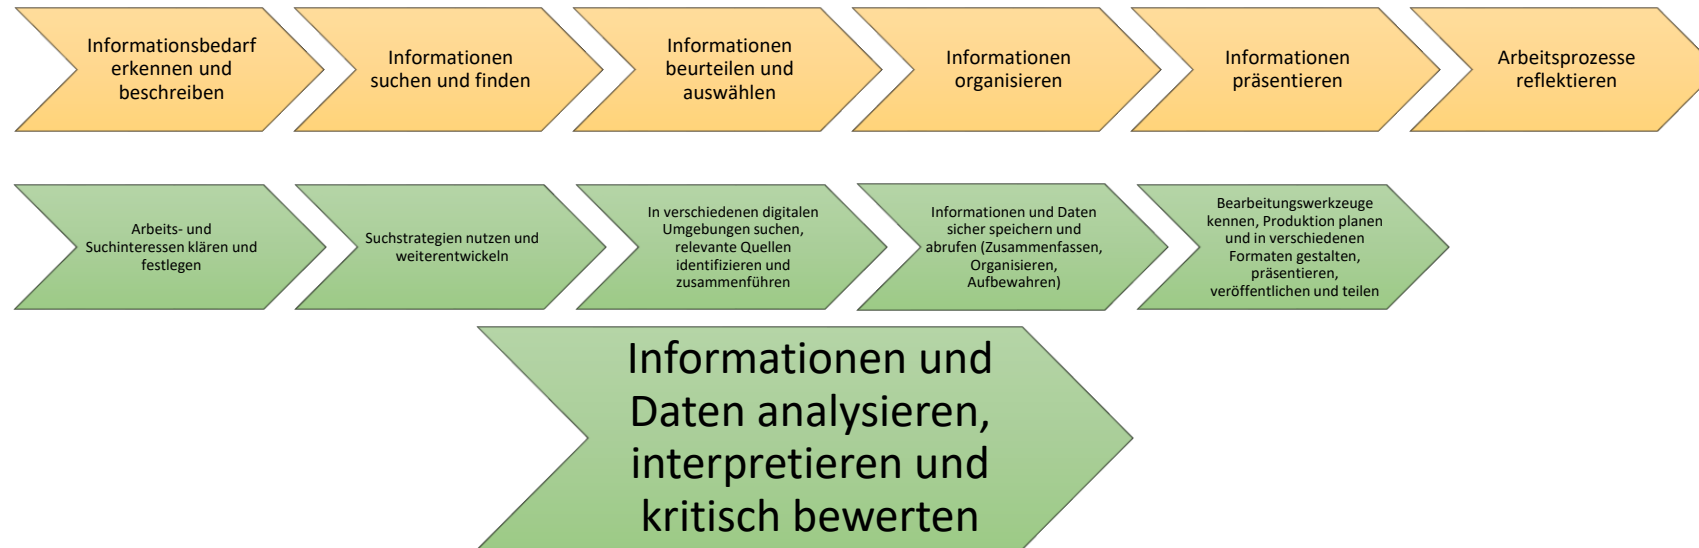 Informationsbedarf
erkennen und
beschreiben
Informationen
suchen und finden
Informationen
beurteilen und
auswählen
Informationen
organisieren
Informationen
präsentieren
Arbeitsprozesse
reflektieren
Arbeits- und
Suchinteressen klären und
festlegen
Suchstrategien nutzen und
weiterentwickeln
In verschiedenen digitalen
Umgebungen suchen,
relevante Quellen
identifizieren und
zusammenführen
Informationen und Daten
sicher speichern und
abrufen (Zusammenfassen,
Organisieren,
Aufbewahren)
Bearbeitungswerkzeuge
kennen, Produktion planen
und in verschiedenen
Formaten gestalten,
präsentieren,
veröffentlichen und teilen
Informationen und
Daten analysieren,
interpretieren und
kritisch bewerten